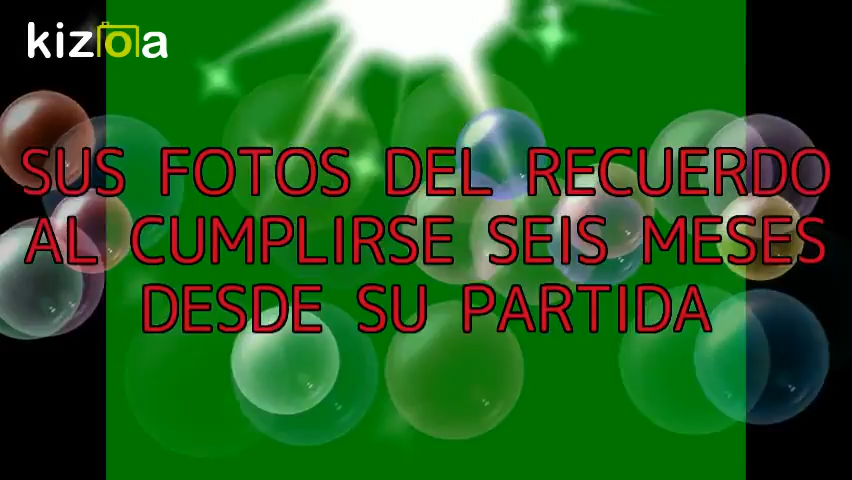 kizoa
SUS FOTOS DEL RECUERDO
AL CUMPLIRSE SEIS MESES
DESDE SU PARTIDA